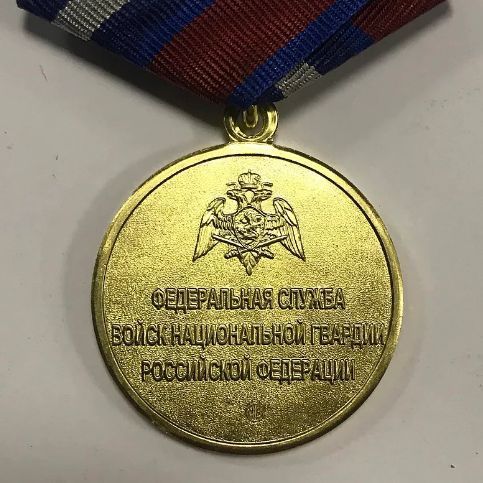 ФЕДЕРАЛЬНАЯ СЛУЖБА
ВОЙСК НАЦИОНАЛЬНОЙ ГВАРДИИ
РОССИЙСКОЙ ФЕДЕРАЦИИ